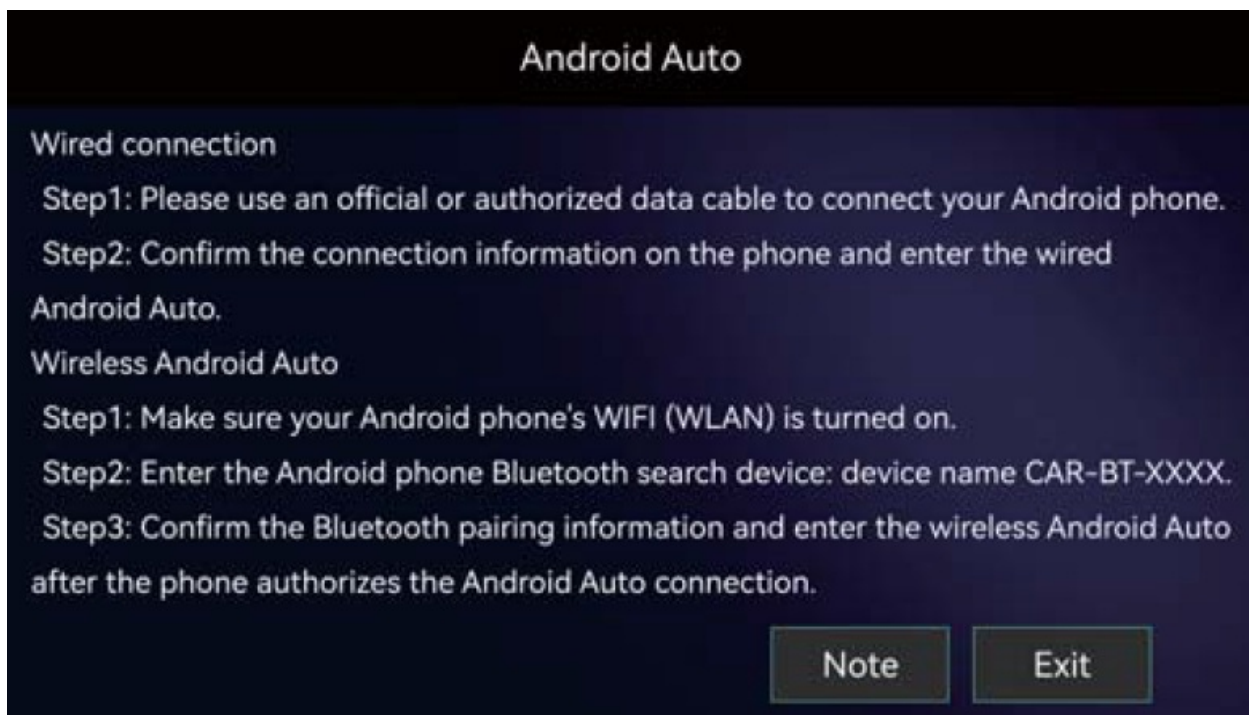 Android Auto
Wired connection
Step1: Please use an official or authorized data cable to connect your Android phone.
Step2: Confirm the connection information on the phone and enter the wired
Android Auto.
Wireless Android Auto
Step1: Make sure your Android phone's WIFI (WLAN) is turned on.
Step2: Enter the Android phone Bluetooth search device: device name CAR-BT-XXXX.
Step3: Confirm the Bluetooth pairing information and enter the wireless Android Auto
after the phone authorizes the Android Auto connection.
Note
Exit